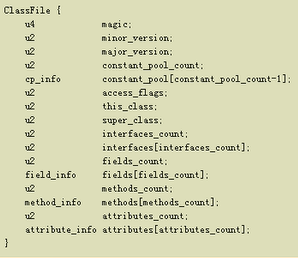 ClassFile {
u4 magic;
u2 minor_version;
u2 major_version;
u2 constant_pool_count;
cp_info constant_pool[constant_pool_count-1];
u2 access_flags;
u2 this_class;
u2 super_class;
u2 interfaces_count;
u2 interfaces[interfaces_count];
u2 fields_count;
field_info fields[fields_count];
u2 methods_count;
method_info methods[methods_count];
u2 attributes_count;
attribute_info attributes[attributes_count];
}